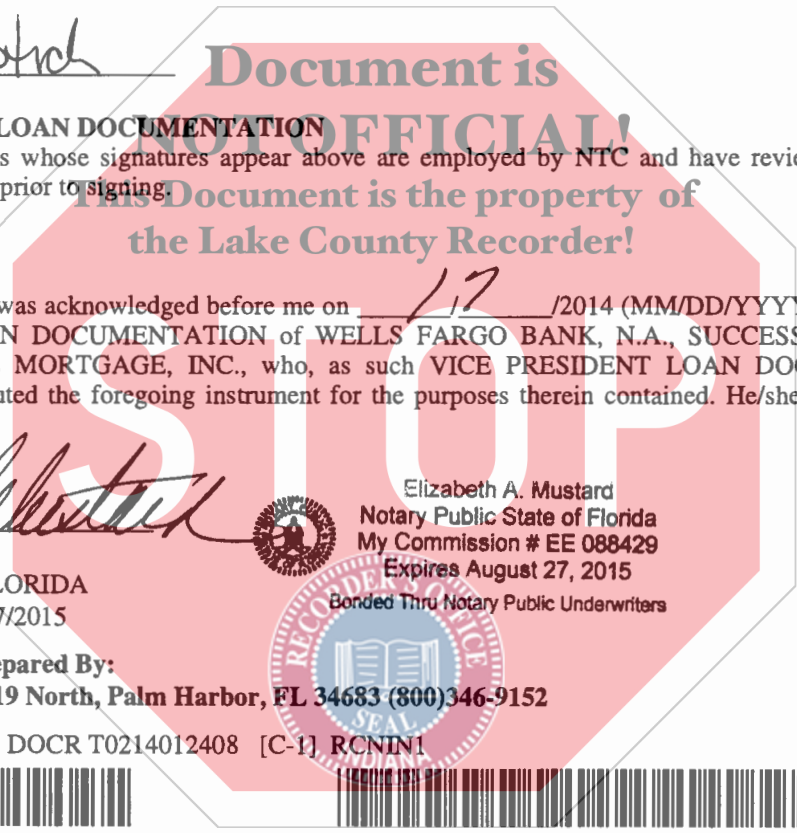 Document is
NOT OFFICIAL!
LOAN DOCUMENTATION
s whose signatures appear above are employed by NTC and have revie
prior to signing.
This Document is the property of
the Lake County Recorder!
was acknowledged before me on 1/7/2014 (MM/DD/YYYY
N DOCUMENTATION of WELLS FARGO BANK, N.A., SUCCESS
MORTGAGE, INC., who, as such VICE PRESIDENT LOAN DOC
uted the foregoing instrument for the purposes therein contained. He/she
STOP
Elizabeth A. Mustard
Notary Public State of Florida
My Commission # EE 088429
Expires August 27, 2015
Bonded Thru Notary Public Underwriters
LORIDA
7/2015
RECORDER'S OFFICE
SEAL
INDIANA
epared By:
19 North, Palm Harbor, FL 34683 (800)346-9152
DOCR T0214012408 [C-1] RCNIN1